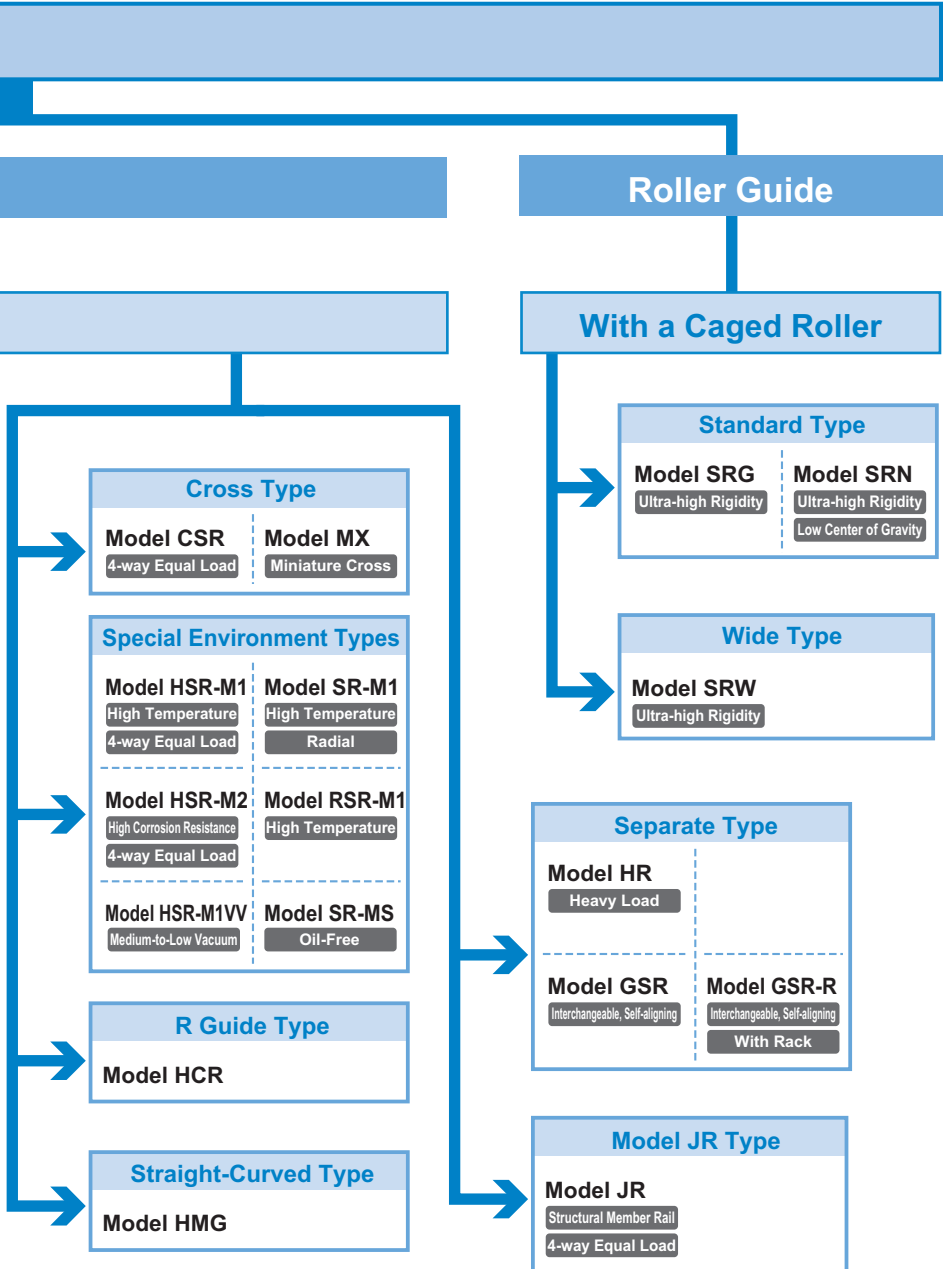 Roller Guide
With a Caged Roller
Standard Type
Model SRG
Ultra-high Rigidity
Model SRN
Ultra-high Rigidity
Low Center of Gravity
Wide Type
Model SRW
Ultra-high Rigidity
Cross Type
Model CSR
4-way Equal Load
Model MX
Miniature Cross
Special Environment Types
Model HSR-M1
High Temperature
4-way Equal Load
Model SR-M1
High Temperature
Radial
Model HSR-M2
High Corrosion Resistance
4-way Equal Load
Model RSR-M1
High Temperature
Model HSR-M1VV
Medium-to-Low Vacuum
Model SR-MS
Oil-Free
R Guide Type
Model HCR
Straight-Curved Type
Model HMG
Separate Type
Model HR
Heavy Load
Model GSR
Interchangeable, Self-aligning
Model GSR-R
Interchangeable, Self-aligning
With Rack
Model JR Type
Model JR
Structural Member Rail
4-way Equal Load